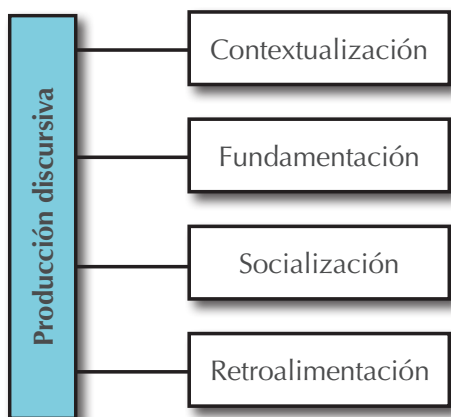 Producción discursiva
Contextualización
Fundamentación
Socialización
Retroalimentación